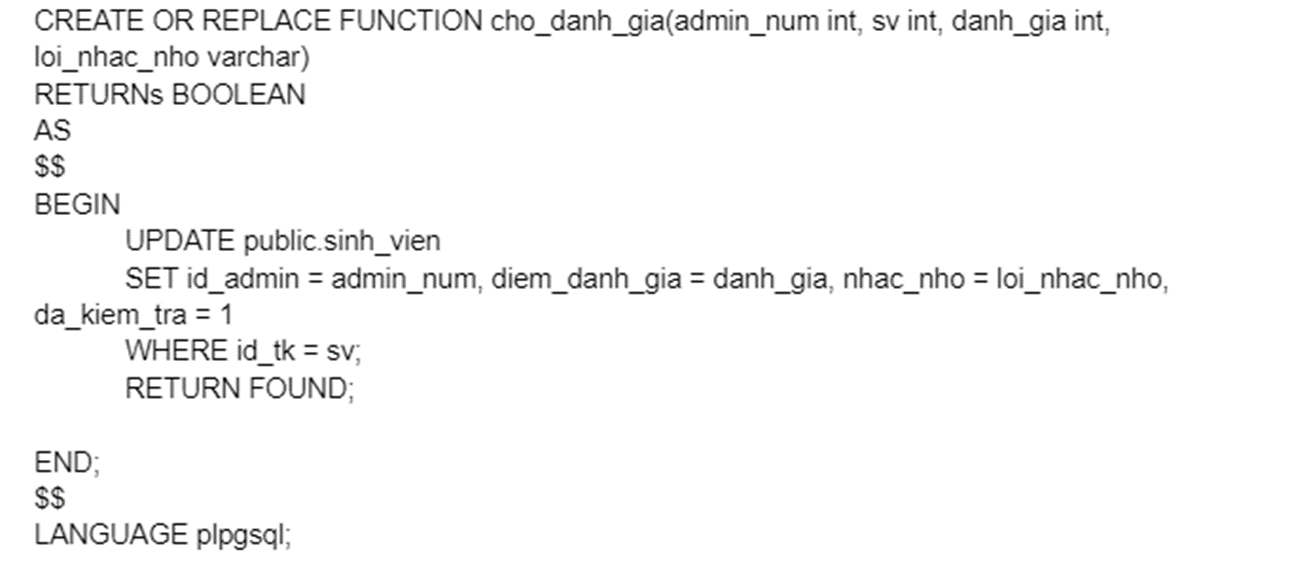 CREATE OR REPLACE FUNCTION cho_danh_gia(admin_num int, sv int, danh_gia int,
loi_nhac_nho varchar)
RETURNs BOOLEAN
AS
$$
BEGIN
UPDATE public.sinh_vien
SET id_admin = admin_num, diem_danh_gia = danh_gia, nhac_nho = loi_nhac_nho,
da_kiem_tra = 1
WHERE id_tk = sv;
RETURN FOUND;
END;
$$
LANGUAGE plpgsql;